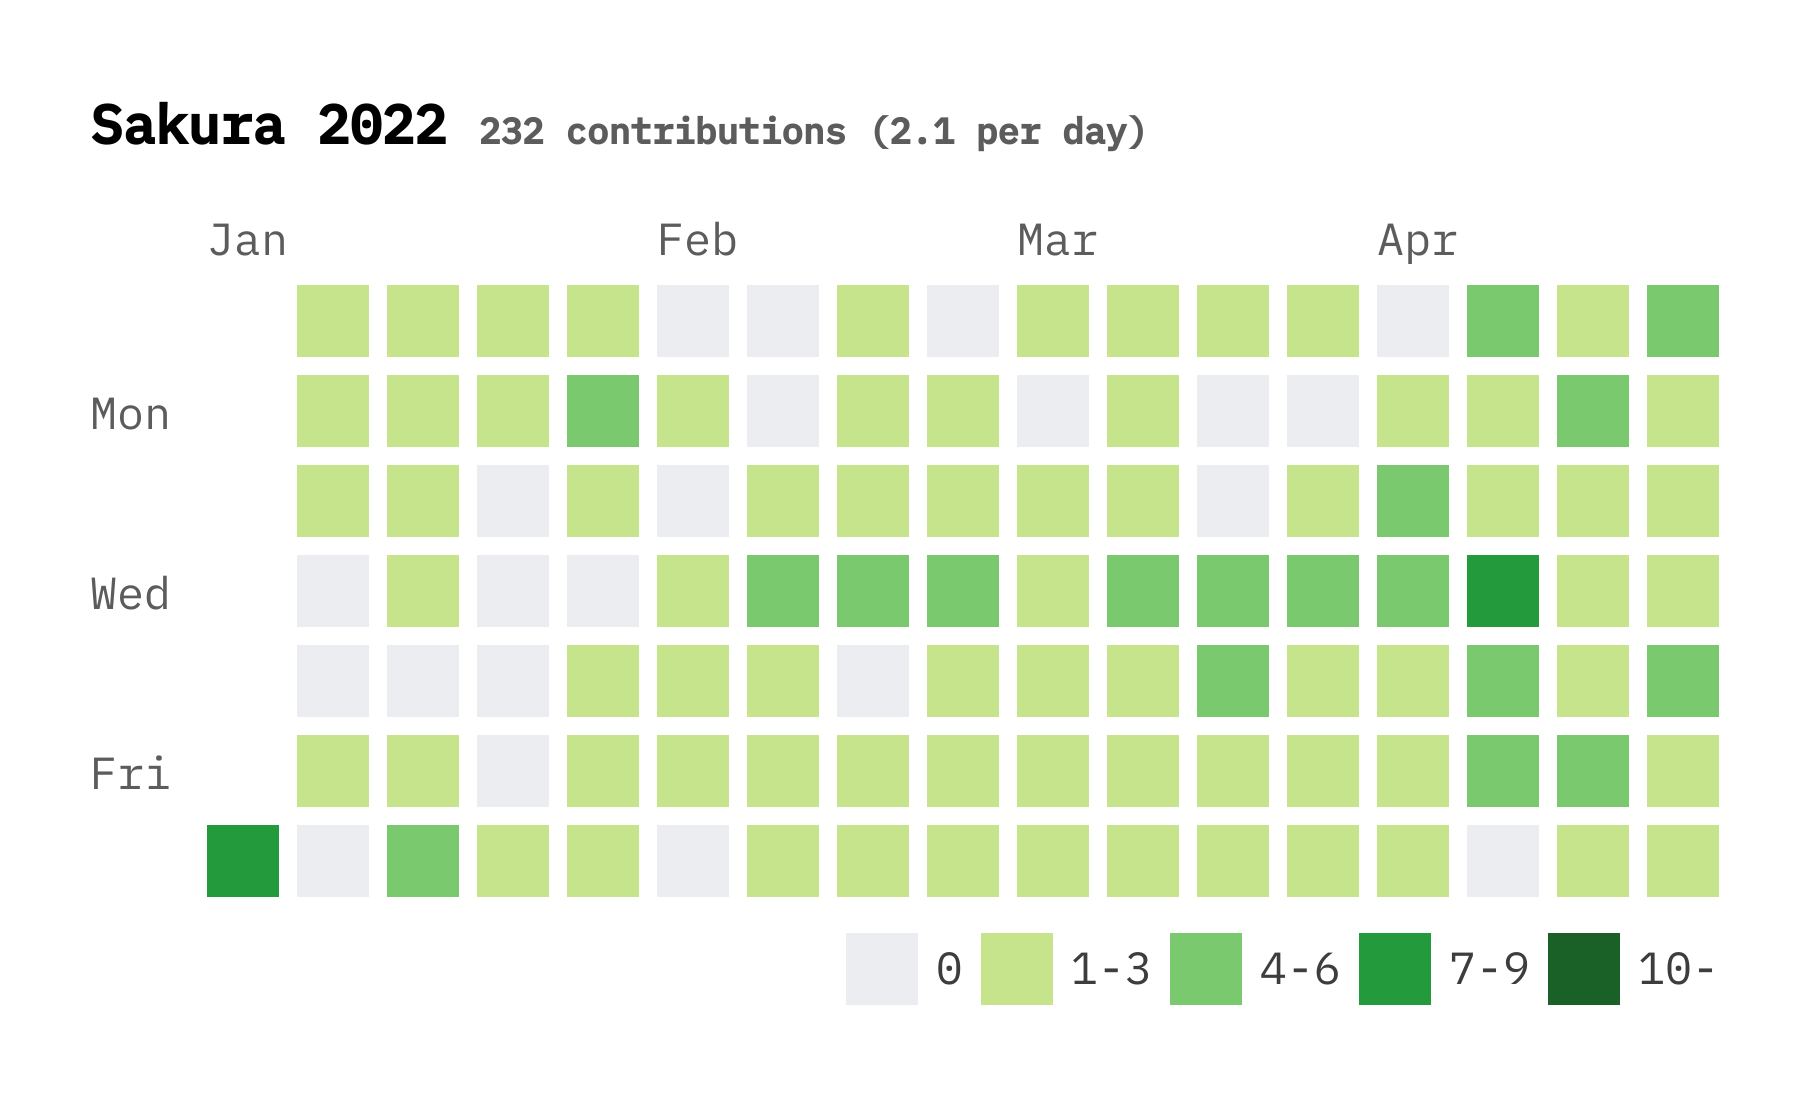 Sakura 2022 232 contributions (2.1 per day)
Jan Feb Mar Apr
Mon
Wed
Fri
0 1-3 4-6 7-9 10-